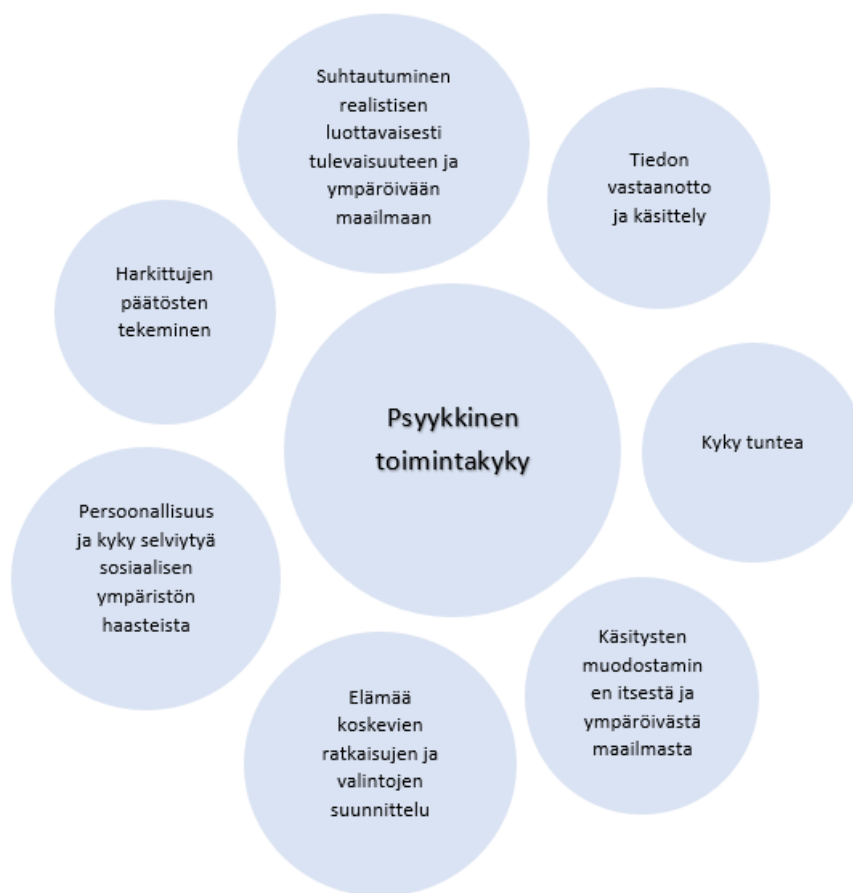 Suhtautuminen
realistisen
luottavaisesti
tulevaisuuteen ja
ympäröivään
maailmaan
Tiedon
vastaanotto
ja käsittely
Harkittujen
päätösten
tekeminen
Psyykkinen
toimintakyky
Kyky tuntea
Persoonallisuus
ja kyky selviytyä
sosiaalisen
ympäristön
haasteista
Käsitysten
muodostamin
en itsestä ja
ympäröivästä
maailmasta
Elämää
koskevien
ratkaisujen ja
valintojen
suunnittelu